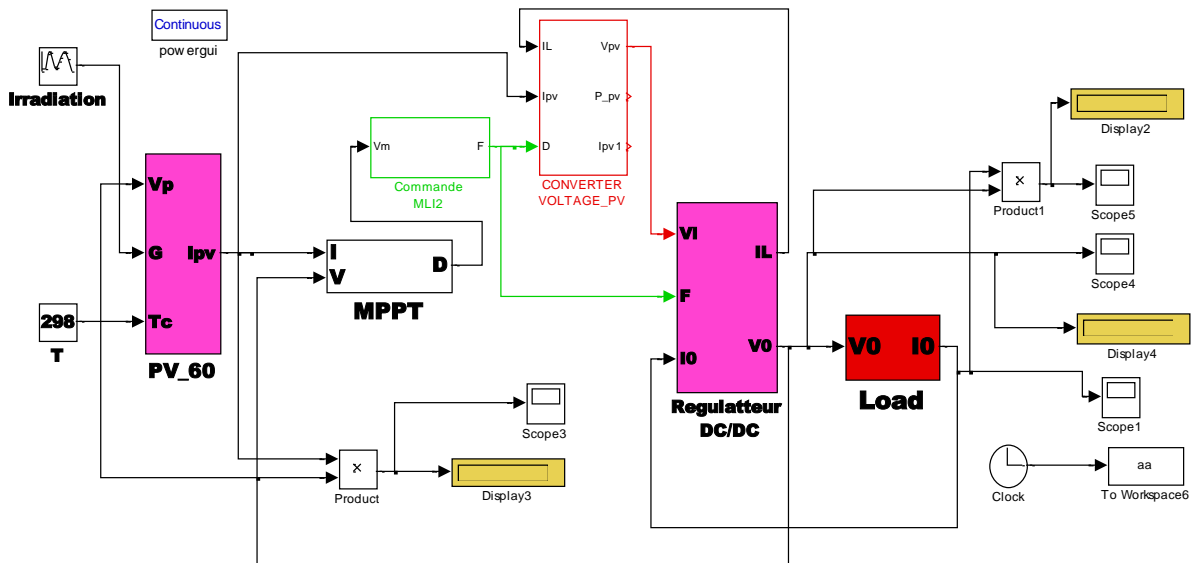 Continuous
powergui
Irradiation
Vp
G
Tc
Ipv
PV_60
298
T
I
V
D
MPPT
Vm
F
Commande
MLI2
IL
Ipv
D
Vpv
P_pv
Ipv1
CONVERTER
VOLTAGE_PV
VI
F
I0
IL
V0
Regulatteur
DC/DC
V0
I0
Load
x
Product1
Display2
Scope5
Scope4
Display4
Scope1
Clock
aa
To Workspace6
Scope3
x
Product
Display3